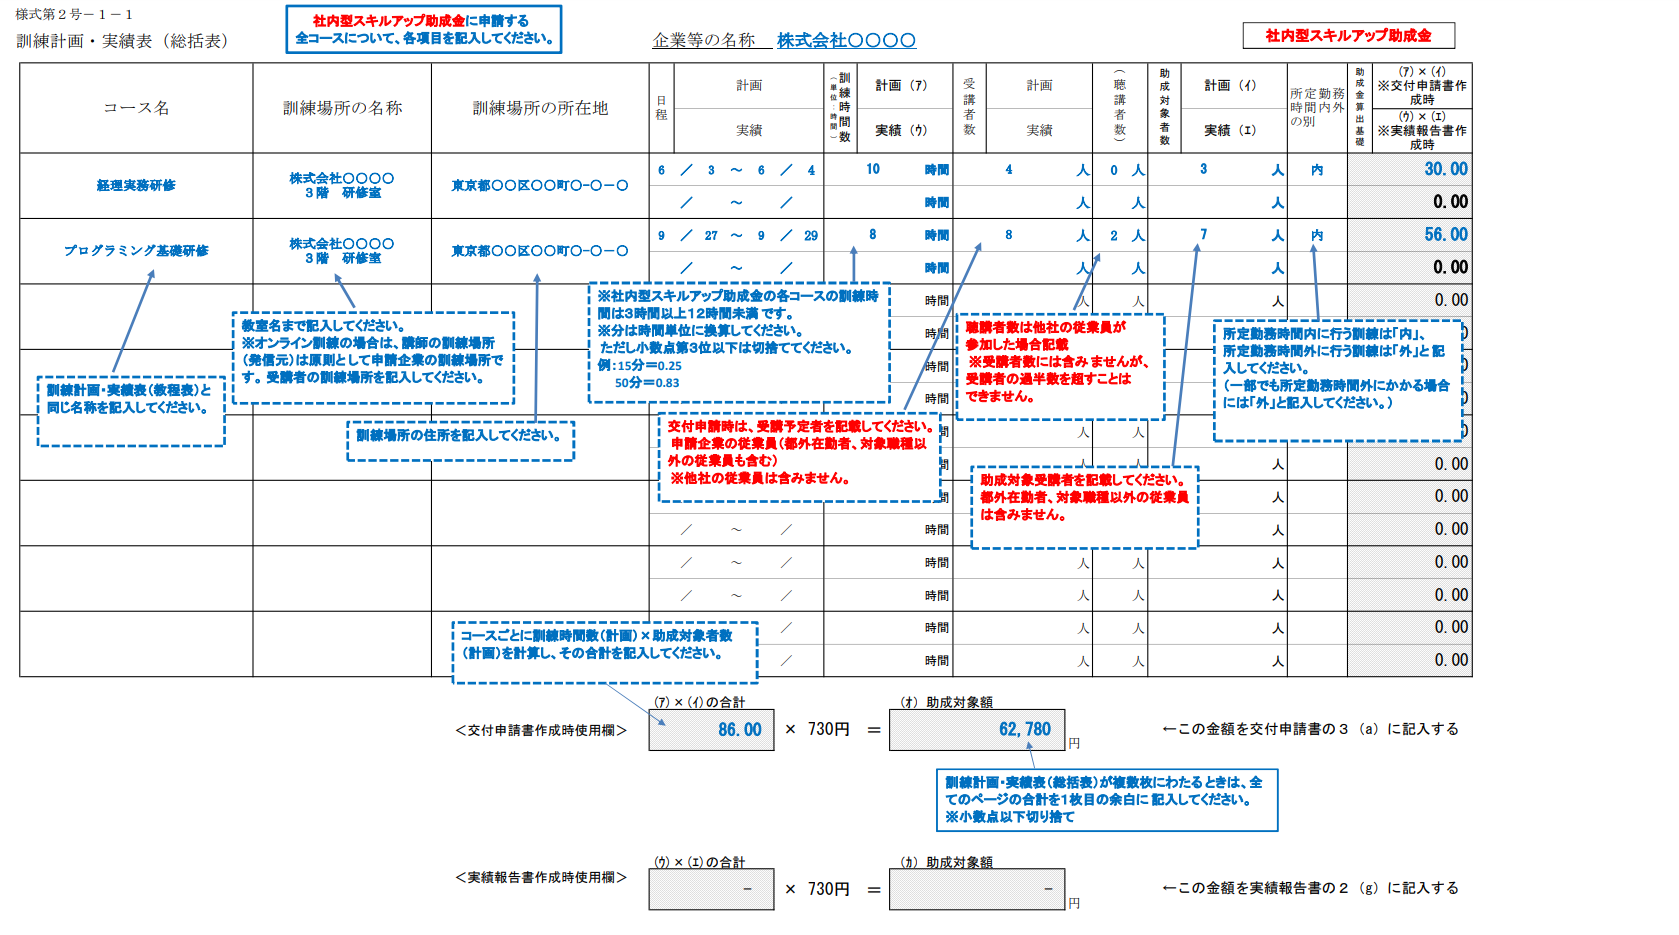 様式第２号－１－１
訓練計画・実績表（総括表）
社内型スキルアップ助成金に申請する
全コースについて、各項目を記入してください。
企業等の名称　株式会社〇〇〇〇
社内型スキルアップ助成金
コース名
訓練場所の名称
訓練場所の所在地
日程
計画
実績
訓練時間数
（単位：時間）
計画（ｱ）
実績（ｳ）
受講者数
計画
実績
（聴講者数）
助成対象者数
計画（ｲ）
実績（ｴ）
所定勤務
時間内外
の別
助成金算出基礎
(ｱ)×(ｲ)
※交付申請書作
成時
(ｳ)×(ｴ)
※実績報告書作
成時
経理実務研修
株式会社〇〇〇〇
３階　研修室
東京都〇〇区〇〇町〇－〇－〇
6 ／ 3 ～ 6 ／ 4 10 時間 4 人 0 人 3 人 内 30.00
／ ～ ／ 時間 人 人 人 0.00
プログラミング基礎研修
株式会社〇〇〇〇
３階　研修室
東京都〇〇区〇〇町〇－〇－〇
9 ／ 27 ～ 9 ／ 29 8 時間 8 人 2 人 7 人 内 56.00
／ ～ ／ 時間 人 人 人 0.00
時間 人 人 人 0.00
時間
時間
時間
間 人 人 人
間 人 0.00
間 人 0.00
／ ～ ／ 時間 人 0.00
／ ～ ／ 時間 人 人 人 0.00
／ ～ ／ 時間 人 人 人 0.00
／ 時間 人 人 人 0.00
／ 時間 人 人 人 0.00
訓練計画・実績表（教程表）と
同じ名称を記入してください。
教室名まで記入してください。
※オンライン訓練の場合は、講師の訓練場所
（発信元）は原則として申請企業の訓練場所で
す。受講者の訓練場所を記入してください。
訓練場所の住所を記入してください。
※社内型スキルアップ助成金の各コースの訓練時
間は3時間以上12時間未満です。
※分は時間単位に換算してください。
ただし小数点第3位以下は切捨ててください。
例：15分＝0.25
50分＝0.83
交付申請時は、受講予定者を記載してください。
申請企業の従業員（都外在勤者、対象職種以
外の従業員も含む）
※他社の従業員は含みません。
聴講者数は他社の従業員が
参加した場合記載
※受講者数には含みませんが、
受講者の過半数を超すことは
できません。
助成対象受講者を記載してください。
都外在勤者、対象職種以外の従業員
は含みません。
所定勤務時間内に行う訓練は「内」、
所定勤務時間外に行う訓練は「外」と記
入してください。
（一部でも所定勤務時間外にかかる場合
には「外」と記入してください。）
コースごとに訓練時間数（計画）×助成対象者数
（計画）を計算し、その合計を記入してください。
(ｱ)×(ｲ)の合計
(ｵ) 助成対象額
＜交付申請書作成時使用欄＞ 86.00 × 730円 ＝ 62,780 円 ←この金額を交付申請書の３（a）に記入する
訓練計画・実績表（総括表）が複数枚にわたるときは、全
てのページの合計を1枚目の余白に記入してください。
※小数点以下切り捨て
(ｳ)×(ｴ)の合計
(ｶ) 助成対象額
＜実績報告書作成時使用欄＞ － × 730円 ＝ － 円 ←この金額を実績報告書の２（g）に記入する